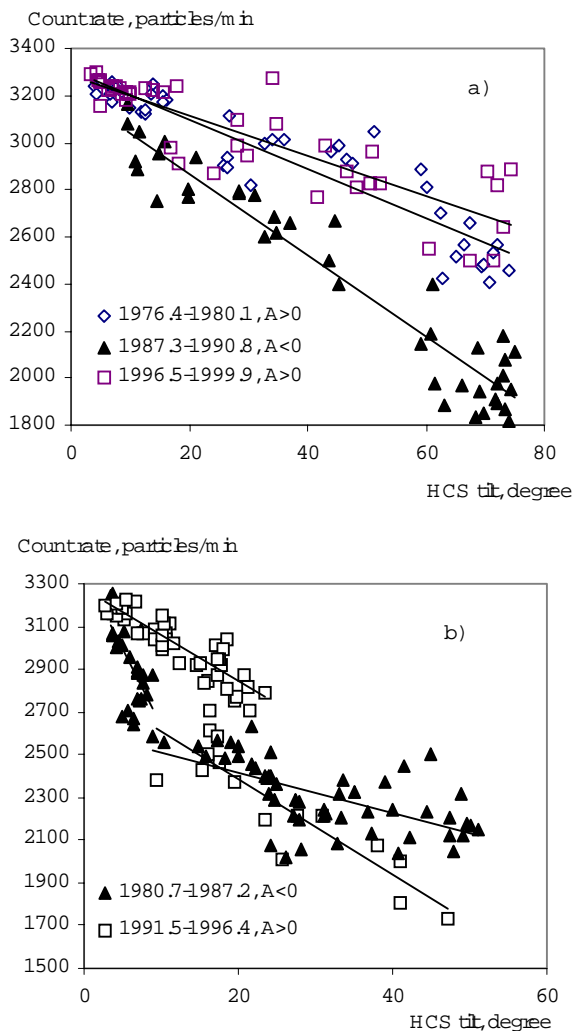 Countrate, particles/min
3400
a)
3200
3000
2800
2600
2400
1976.4-1980.1, A>0
2200
1987.3-1990.8, A<0
2000
1996.5-1999.9, A>0
1800
0 20 40 60 80
HCS tilt, degree
Countrate, particles/min
3300
b)
3100
2900
2700
2500
2300
2100
1900
1980.7-1987.2, A<0
1700
1991.5-1996.4, A>0
1500
0 20 40 60
HCS tilt, degree